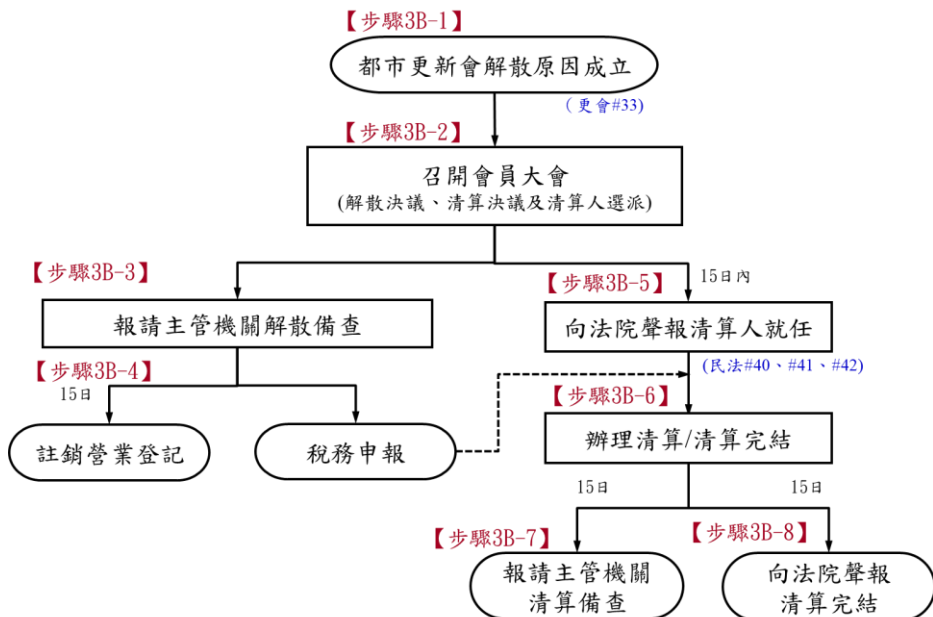 【步驟3B-1】
都市更新會解散原因成立
(更會#33)
【步驟3B-2】
召開會員大會
(解散決議、清算決議及清算人選派)
【步驟3B-3】
報請主管機關解散備查
【步驟3B-4】
15日
註銷營業登記
稅務申報
【步驟3B-5】
15日內
向法院聲報清算人就任
(民法#40、#41、#42)
【步驟3B-6】
辦理清算/清算完結
15日
15日
【步驟3B-7】
報請主管機關
清算備查
【步驟3B-8】
向法院聲報
清算完結